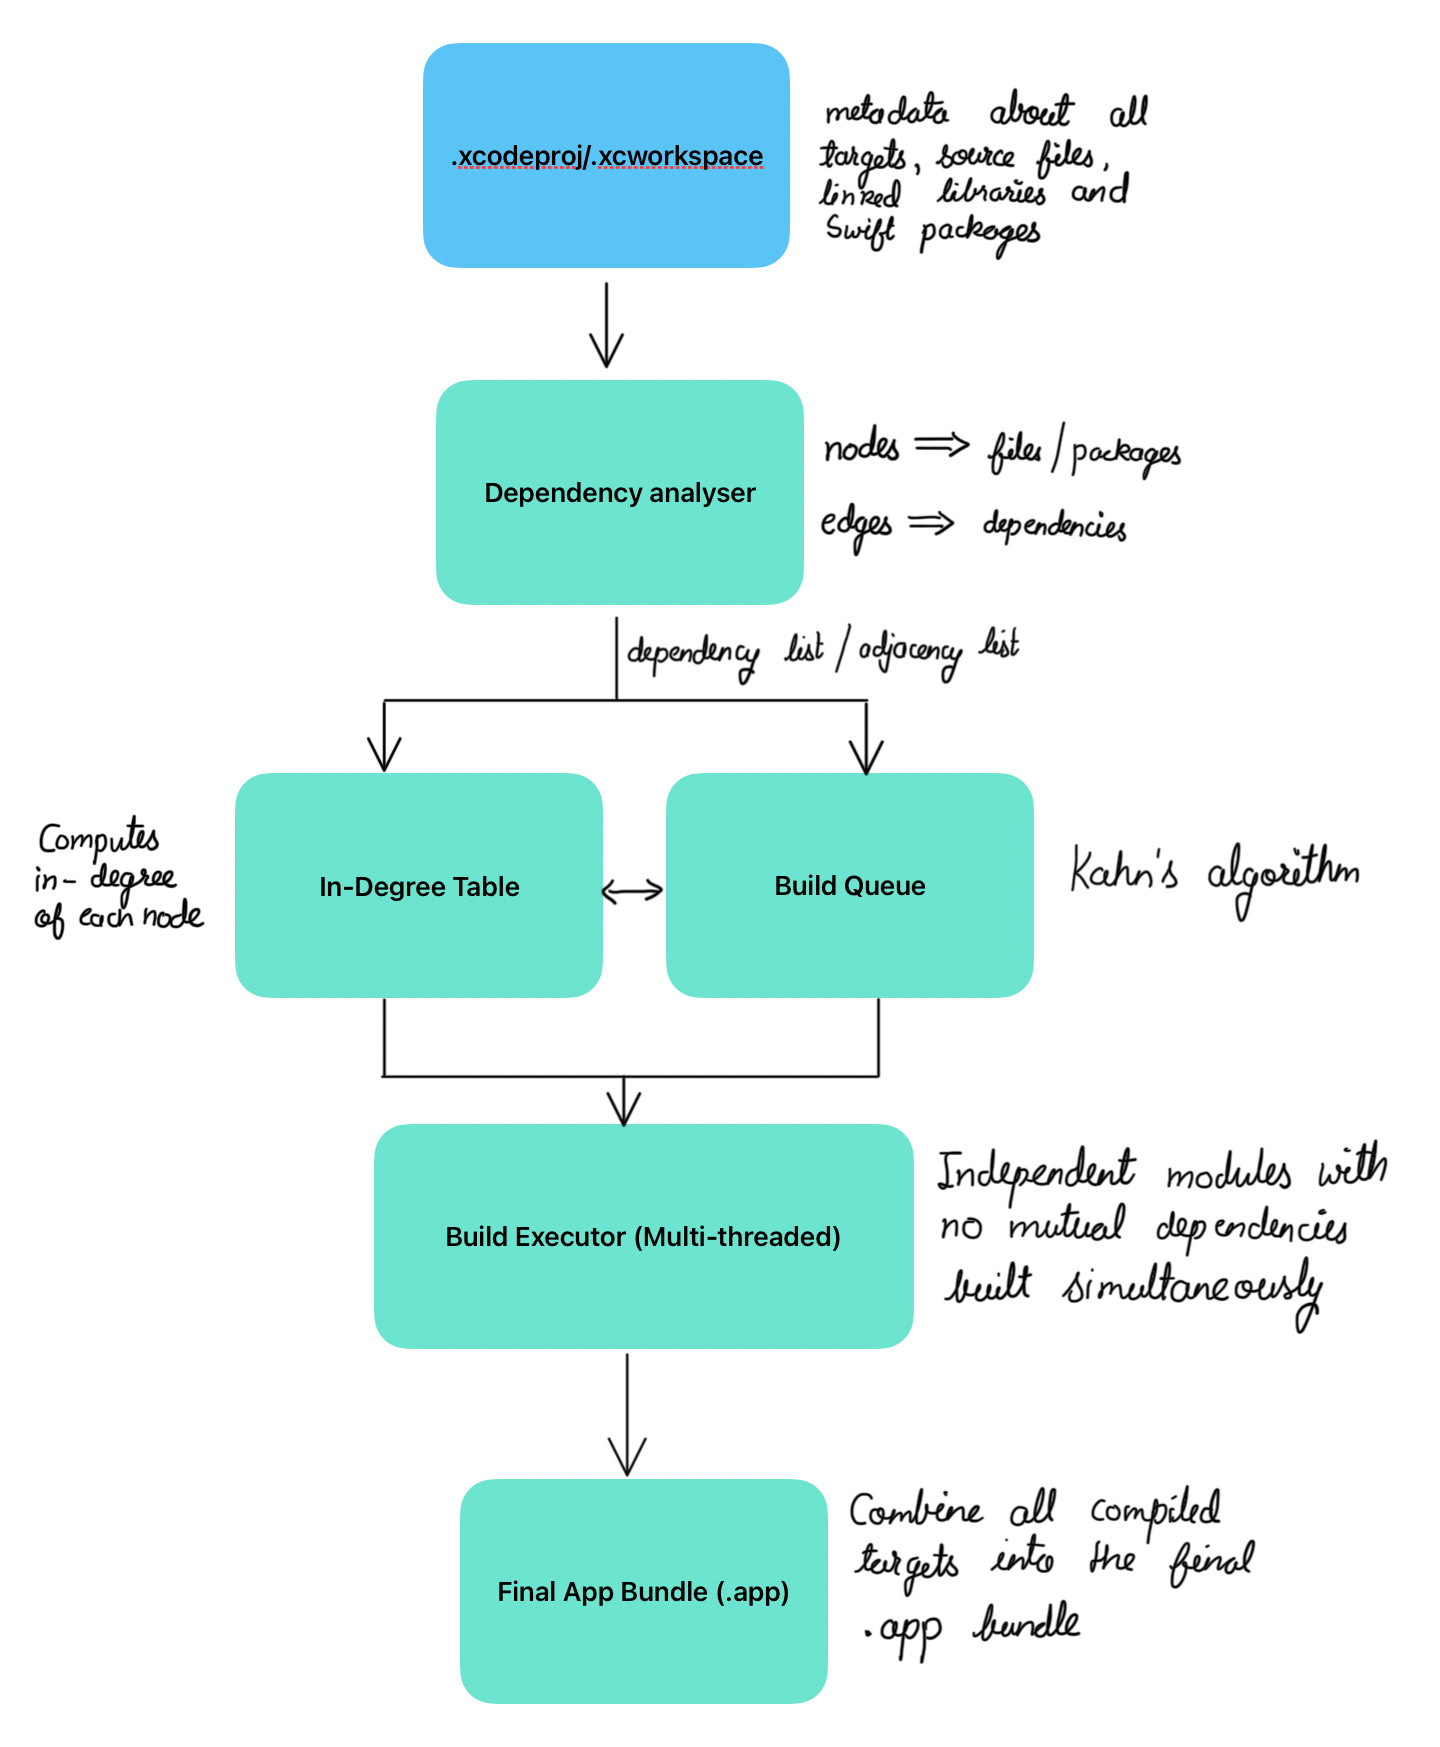 .xcodeproj/.xcworkspace
metadata about all
targets, source files,
linked libraries and
Swift packages
Dependency analyser
nodes ⟹ files/packages
edges ⟹ dependencies
dependency list / adjacency list
Computes
in-degree
of each node
In-Degree Table
Build Queue
Kahn's algorithm
Build Executor (Multi-threaded)
Independent modules with
no mutual dependencies
built simultaneously
Final App Bundle (.app)
Combine all compiled
targets into the final
.app bundle